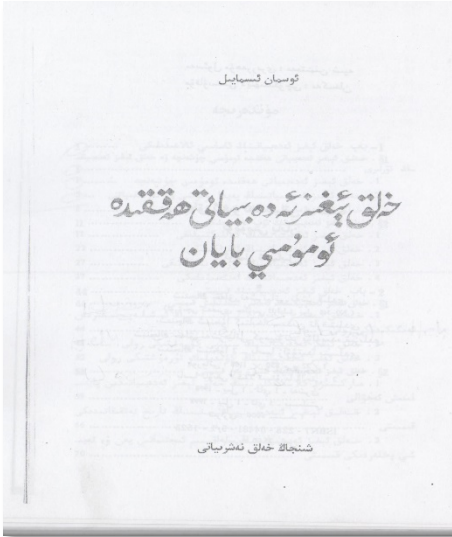 ئوسمان ئىسمايىل
خەلق ئېغىز ئەدەبىياتى ھەققىدە
ئومۇمىي بايان
شىنجاڭ خەلق نەشرىياتى